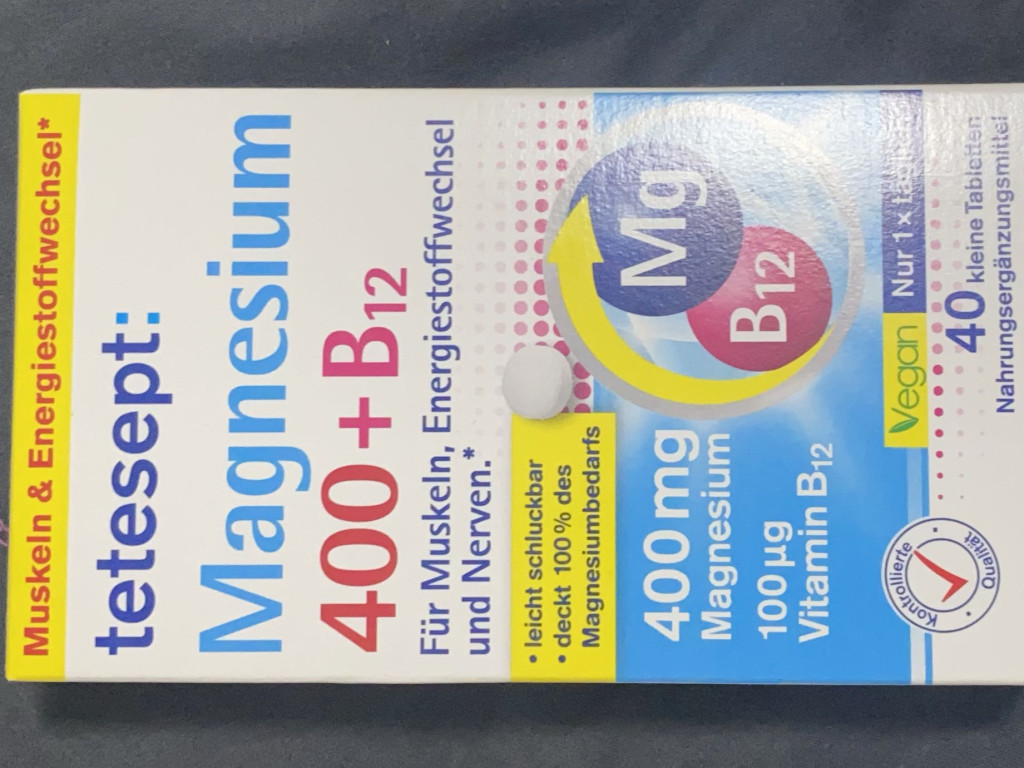 Muskeln & Energiestoffwechsel*
tetesept:
Magnesium
400 + B12
Für Muskeln, Energiestoffwechsel
und Nerven.*
• leicht schluckbar
• deckt 100 % des
Magnesiumbedarfs
Mg
B12
400 mg
Magnesium
100 µg
Vitamin B12
Vegan
Nur 1 x täglich
Kontrollierte
Qualität
40 kleine Tabletten
Nahrungsergänzungsmittel